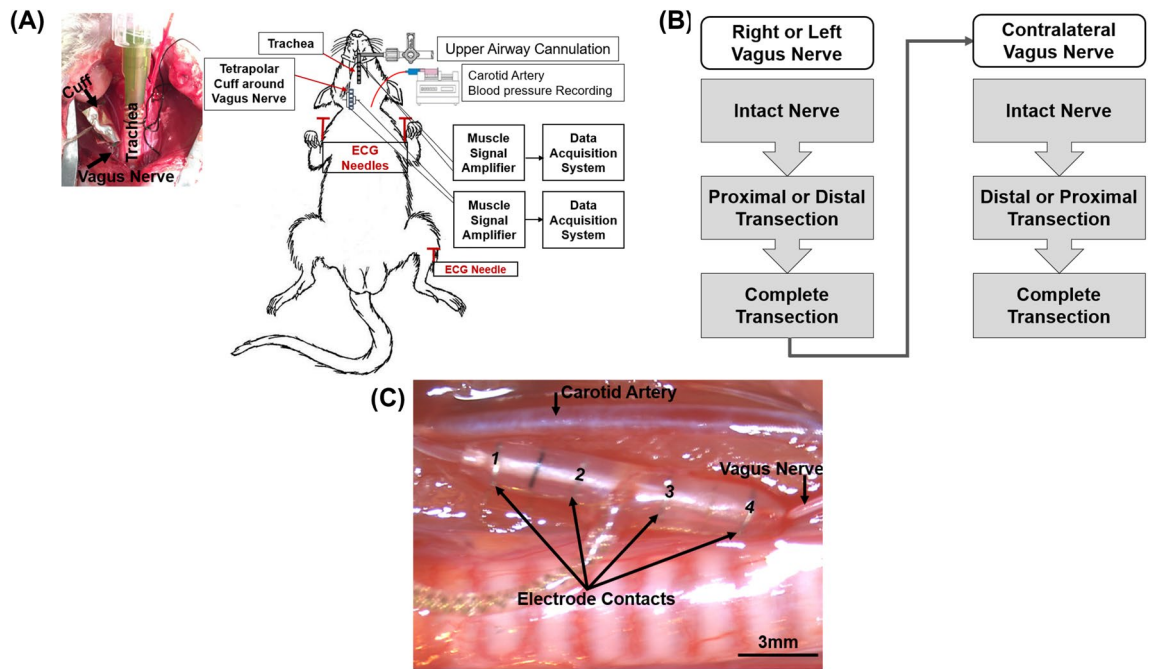 (A)
Cuff
Trachea
Vagus Nerve
Trachea
Tetrapolar
Cuff around
Vagus Nerve
Upper Airway Cannulation
Carotid Artery
Blood pressure Recording
ECG
Needles
Muscle
Signal
Amplifier
Data
Acquisition
System
Muscle
Signal
Amplifier
Data
Acquisition
System
ECG Needle
(B)
Right or Left
Vagus Nerve
Intact Nerve
Proximal or Distal
Transection
Complete
Transection
Contralateral
Vagus Nerve
Intact Nerve
Distal or Proximal
Transection
Complete
Transection
(C)
Carotid Artery
Vagus Nerve
1
2
3
4
Electrode Contacts
3mm